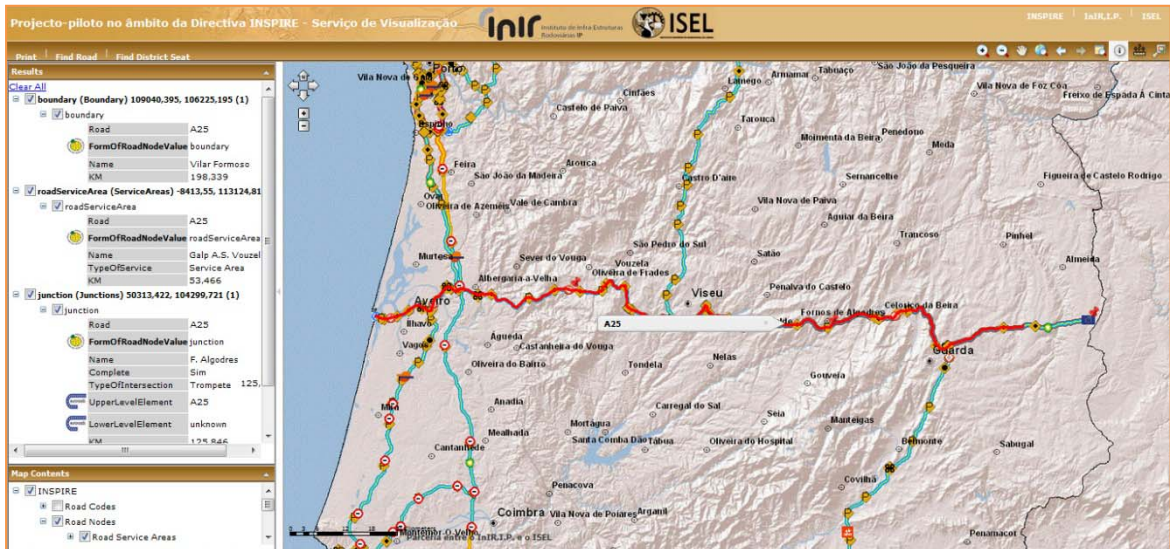 Projecto-piloto no âmbito da Directiva INSPIRE - Serviço de Visualização
InIR Instituto de Infra-Estruturas
Rodoviárias IP
ISEL
INSPIRE InIR,I.P. ISEL
Print Find Road Find District Seat
Results
Clear All
boundary (Boundary) 109040,395, 106225,195 (1)
boundary
Road A25
FormOfRoadNodeValue boundary
Name Vilar Formoso
KM 198,339
roadServiceArea (ServiceAreas) -8413,55, 113124,81
roadServiceArea
Road A25
FormOfRoadNodeValue roadServiceArea
Name Galp A.S. Vouzel
TypeOfService Service Area
KM 53,466
junction (Junctions) 50313,422, 104299,721 (1)
junction
Road A25
FormOfRoadNodeValue junction
Name F. Algodres
Complete Sim
TypeOfIntersection Trompete 125,
UpperLevelElement A25
LowerLevelElement unknown
KM 125,846
Map Contents
INSPIRE
Road Codes
Road Nodes
Road Service Areas
Porto
São João da Pesqueira
Vila Nova de
Lamego
Armamar
Tabuaço
Vila Nova de Foz Côa
Freixo de Espada À Cinta
Cinfães
Castelo de Paiva
Tarouca
Espinho
Moimenta da Beira
Penedono
Meda
Feira
Arouca
São João da Madeira
Castro D'aire
Sernancelhe
Figueira de Castelo Rodrigo
Ovar
Oliveira de Azeméis
Vale de Cambra
Vila Nova de Paiva
Aguiar da Beira
Trancoso
Pinhel
São Pedro do Sul
Murtosa
Sever do Vouga
Vouzela
Sátão
Almeida
Albergaria-a-Velha
Oliveira de Frades
Penalva do Castelo
Viseu
Aveiro
Celorico da Beira
Fornos de Algodres
Ílhavo
A25
Vagos
Águeda
Castanheira do Vouga
Guarda
Oliveira do Bairro
Tondela
Nelas
Gouveia
Anadia
Carregal do Sal
Seia
Mira
Mortágua
Manteigas
Mealhada
Santa Comba Dão
Tábua
Oliveira do Hospital
Belmonte
Sabugal
Cantanhede
Penacova
Covilhã
Coimbra
Vila Nova de Poiares
Arganil
Montemor-O-Velho
Parceria entre o InIR,I.P. e o ISEL
Penamacor